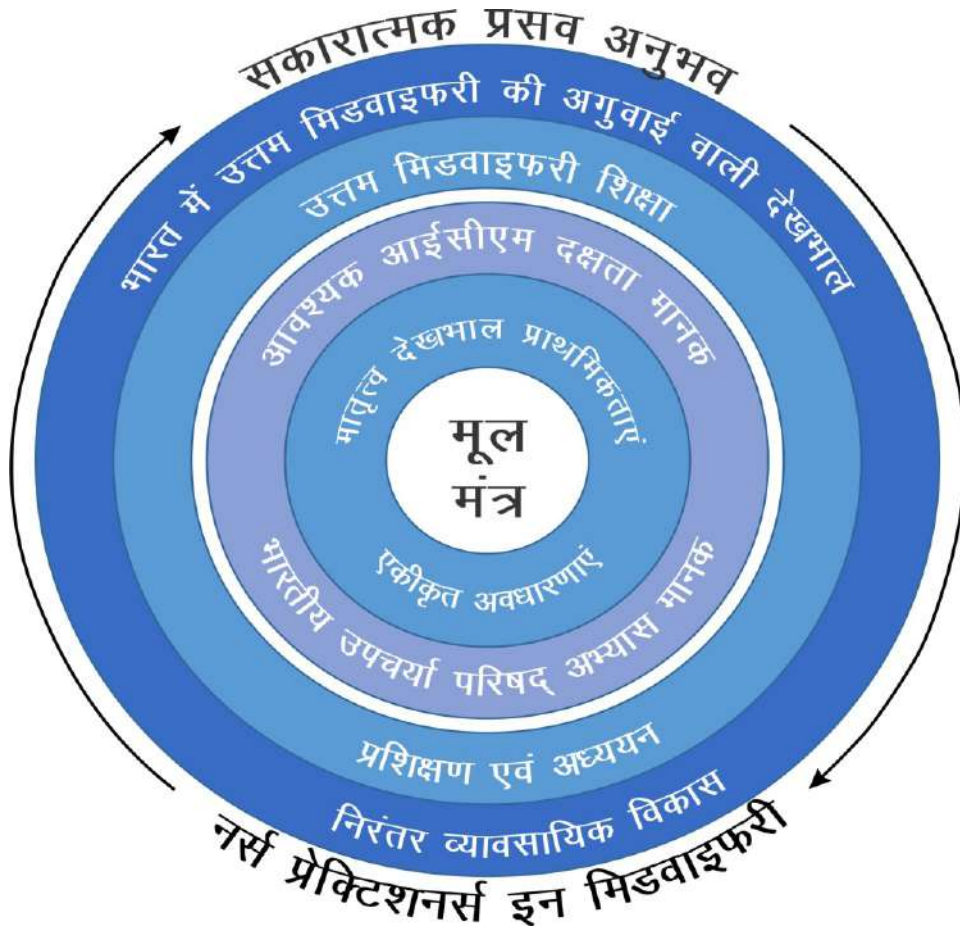 सकारात्मक प्रसव अनुभव
भारत में उत्तम मिडवाइफरी की अगुवाई वाली देखभाल
उत्तम मिडवाइफरी शिक्षा
आवश्यक आईसीएम दक्षता मानक
मातृत्व देखभाल प्राथमिकताएं
मूल
मंत्र
एकीकृत अवधारणाएं
भारतीय उपचर्या परिषद् अभ्यास मानक
प्रशिक्षण एवं अध्ययन
निरंतर व्यावसायिक विकास
नर्स प्रेक्टिशनर्स इन मिडवाइफरी